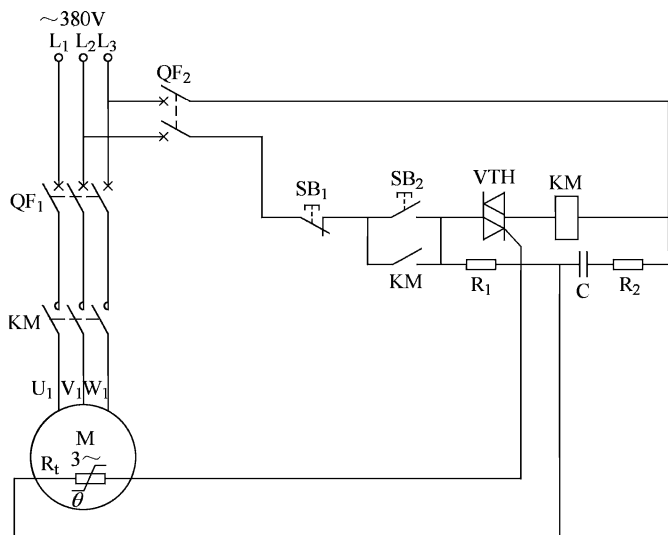 ～380V
L₁ L₂ L₃
QF₂
SB₁
SB₂
VTH
KM
QF₁
KM
R₁
C
R₂
KM
U₁ V₁ W₁
M
3～
Rₜ
θ